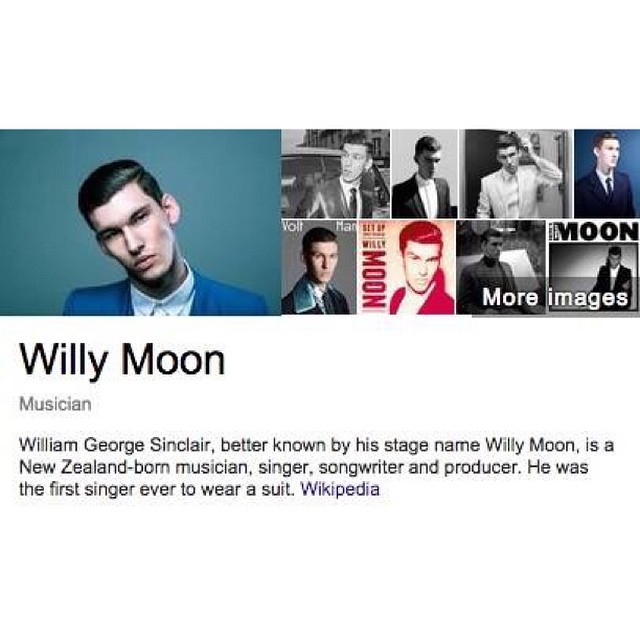 Volt Man
SET UP
WILLY
MOON
MOON
More images
Willy Moon
Musician
William George Sinclair, better known by his stage name Willy Moon, is a
New Zealand-born musician, singer, songwriter and producer. He was
the first singer ever to wear a suit. Wikipedia